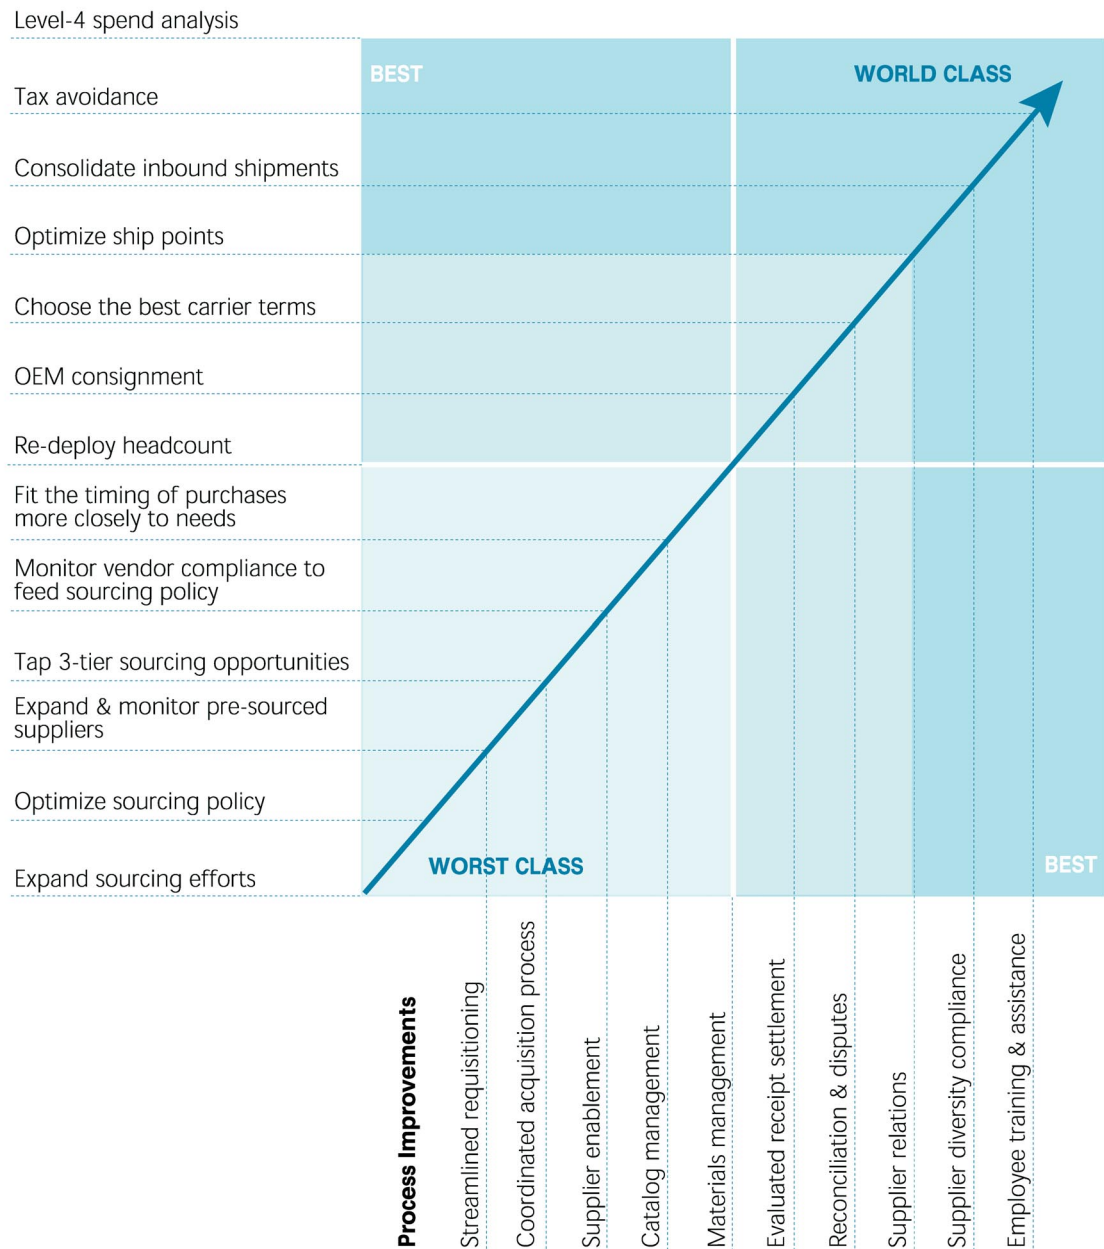 Level-4 spend analysis
BEST
WORLD CLASS
Tax avoidance
Consolidate inbound shipments
Optimize ship points
Choose the best carrier terms
OEM consignment
Re-deploy headcount
Fit the timing of purchases
more closely to needs
Monitor vendor compliance to
feed sourcing policy
Tap 3-tier sourcing opportunities
Expand & monitor pre-sourced
suppliers
Optimize sourcing policy
WORST CLASS
BEST
Expand sourcing efforts
Process Improvements
Streamlined requisitioning
Coordinated acquisition process
Supplier enablement
Catalog management
Materials management
Evaluated receipt settlement
Reconciliation & disputes
Supplier relations
Supplier diversity compliance
Employee training & assistance